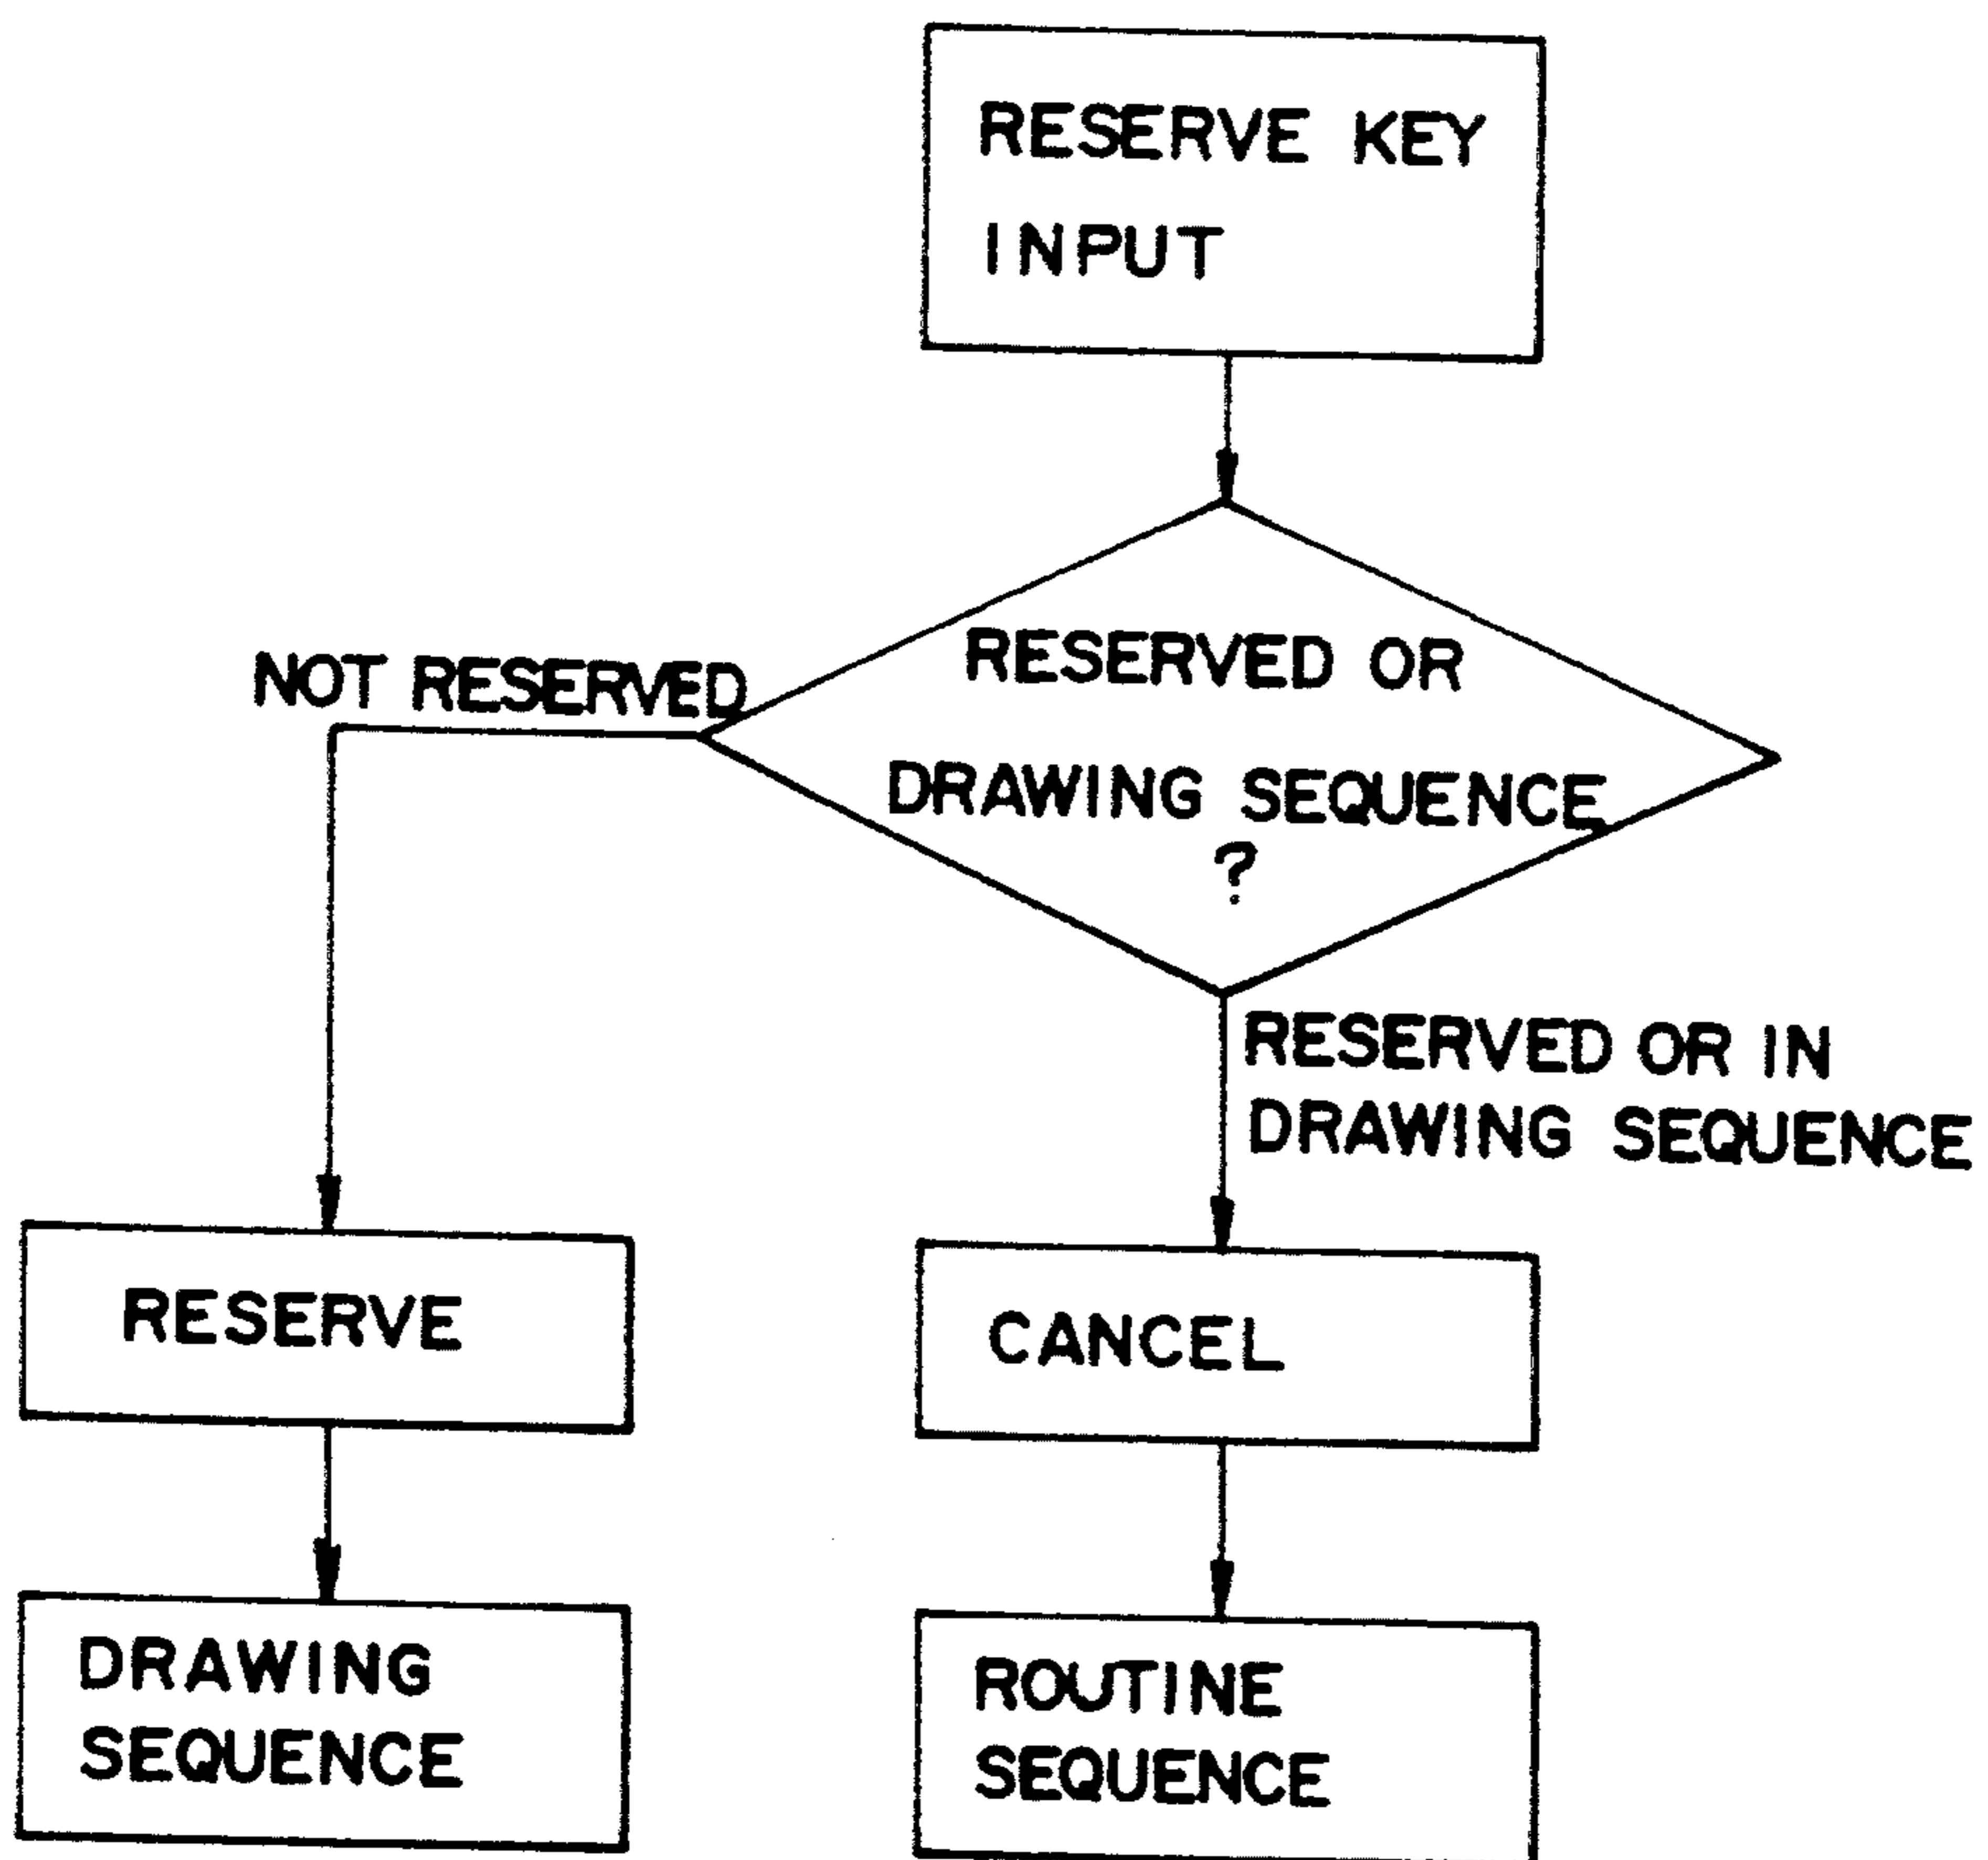 RESERVE KEY
INPUT
RESERVED OR
DRAWING SEQUENCE
?
NOT RESERVED
RESERVED OR IN
DRAWING SEQUENCE
RESERVE
CANCEL
DRAWING
SEQUENCE
ROUTINE
SEQUENCE